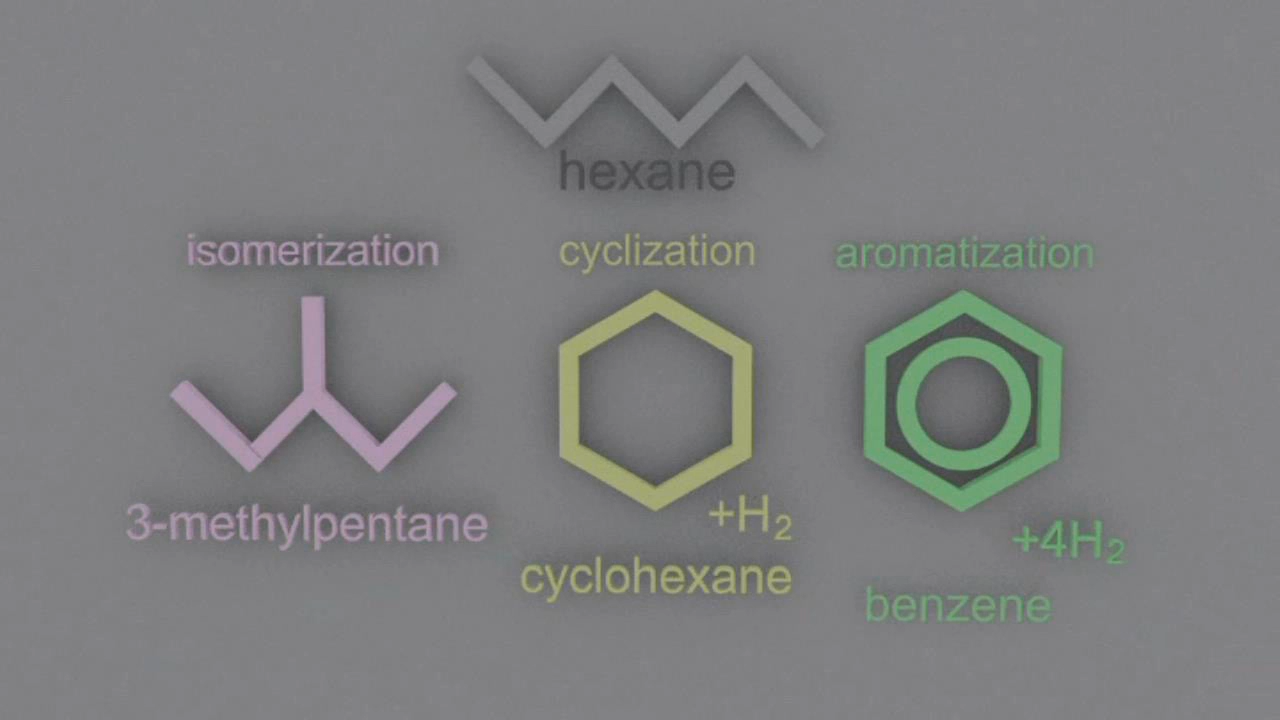 hexane
isomerization
cyclization
aromatization
3-methylpentane
+H₂
cyclohexane
+4H₂
benzene